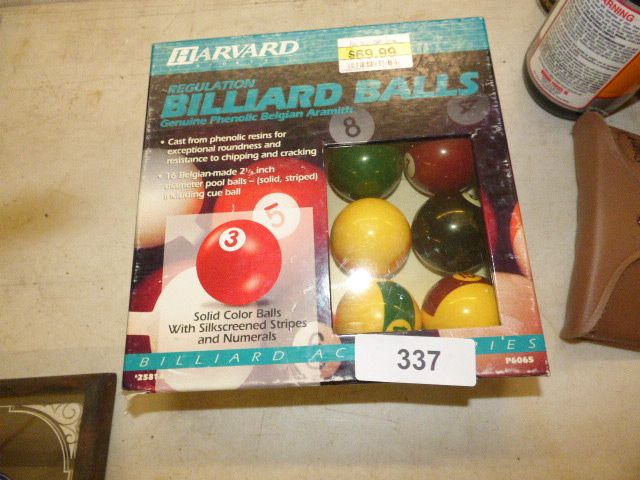 HARVARD
$69.99
REGULATION
BILLIARD BALLS
Genuine Phenolic Belgian Aramith
• Cast from phenolic resins for
exceptional roundness and
resistance to chipping and cracking
• 16 Belgian-made 2¼ inch
diameter pool balls – (solid, striped)
including cue ball
8
4
5
3
Solid Color Balls
With Silkscreened Stripes
and Numerals
BILLIARD AC
IES
P6065
337
WARNING